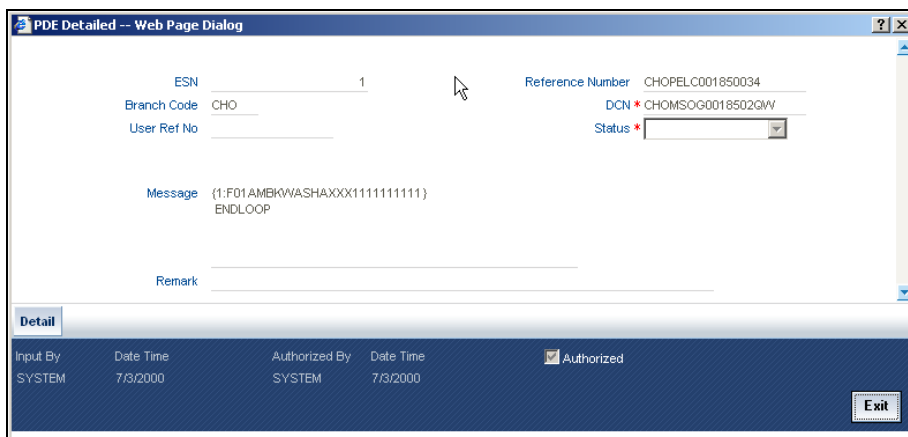 PDE Detailed -- Web Page Dialog
? X
ESN 1 Reference Number CHOPELC001850034
Branch Code CHO DCN * CHOMSOG0018502QVV
User Ref No Status *
Message {1:F01AMBKWASHAXXX1111111111}
ENDLOOP
Remark
Detail
Input By Date Time Authorized By Date Time Authorized
SYSTEM 7/3/2000 SYSTEM 7/3/2000
Exit